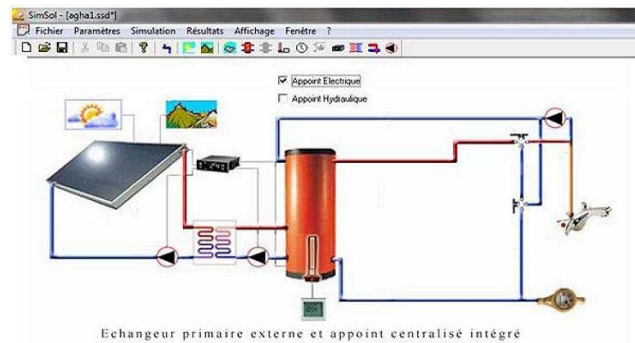 SimSol - [agha1.ssd*]
Fichier Paramètres Simulation Résultats Affichage Fenêtre ?
Appoint Electrique
Appoint Hydraulique
Echangeur primaire externe et appoint centralisé intégré